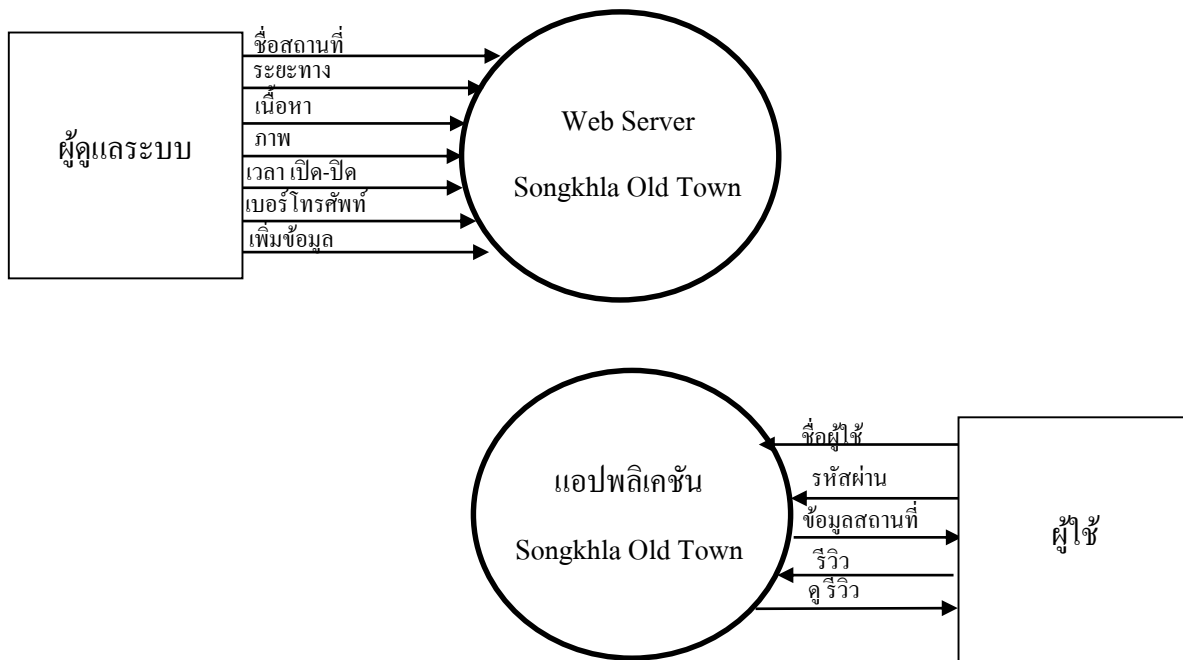 ชื่อสถานที่
ระยะทาง
เนื้อหา
ภาพ
เวลา เปิด-ปิด
เบอร์โทรศัพท์
เพิ่มข้อมูล
ผู้ดูแลระบบ
Web Server
Songkhla Old Town
แอปพลิเคชัน
Songkhla Old Town
ชื่อผู้ใช้
รหัสผ่าน
ข้อมูลสถานที่
รีวิว
ดู รีวิว
ผู้ใช้